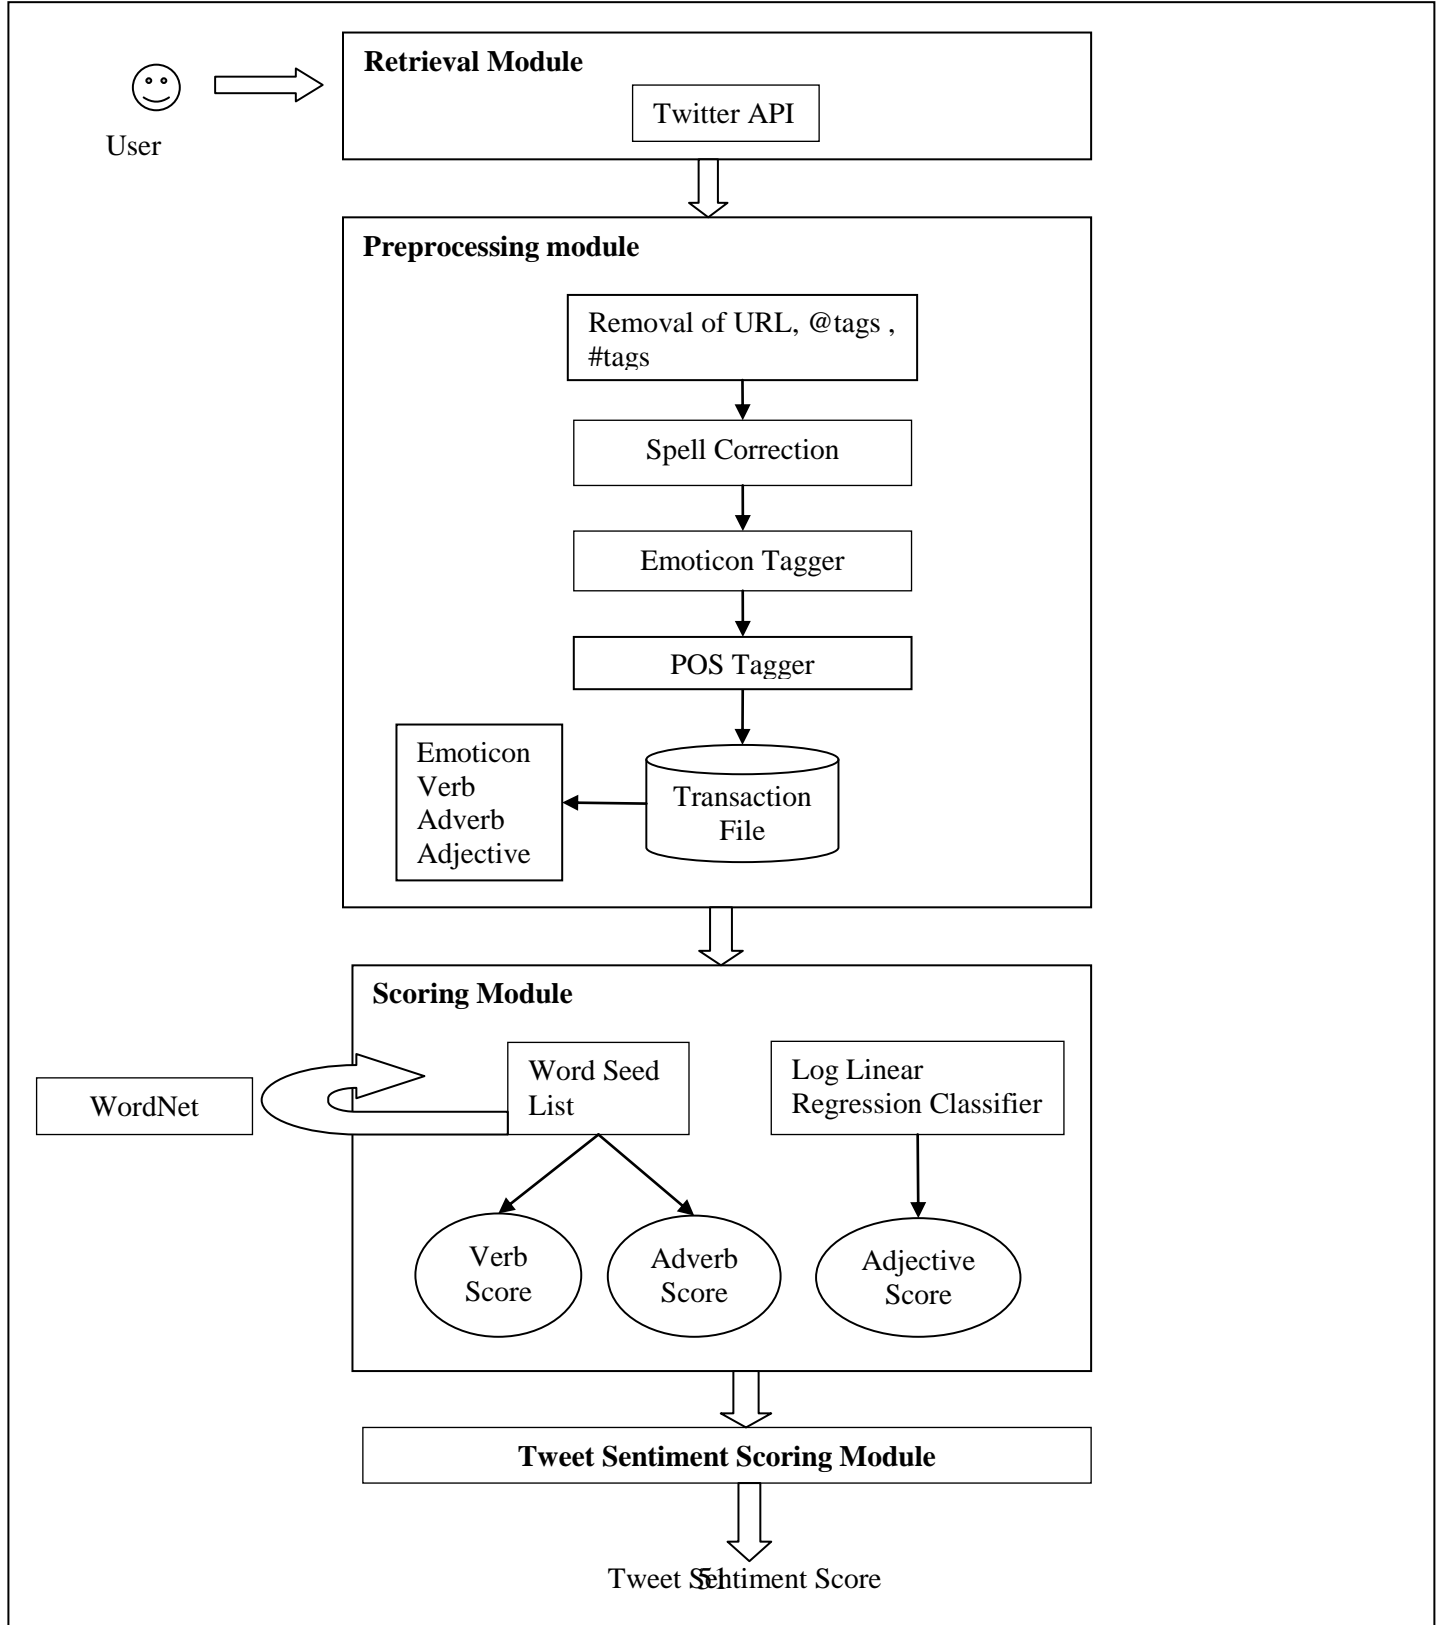 Retrieval Module
Twitter API
User
Preprocessing module
Removal of URL, @tags ,
#tags
Spell Correction
Emoticon Tagger
POS Tagger
Emoticon
Verb
Adverb
Adjective
Transaction
File
Scoring Module
WordNet
Word Seed
List
Log Linear
Regression Classifier
Verb
Score
Adverb
Score
Adjective
Score
Tweet Sentiment Scoring Module
Tweet Sentiment Score
51